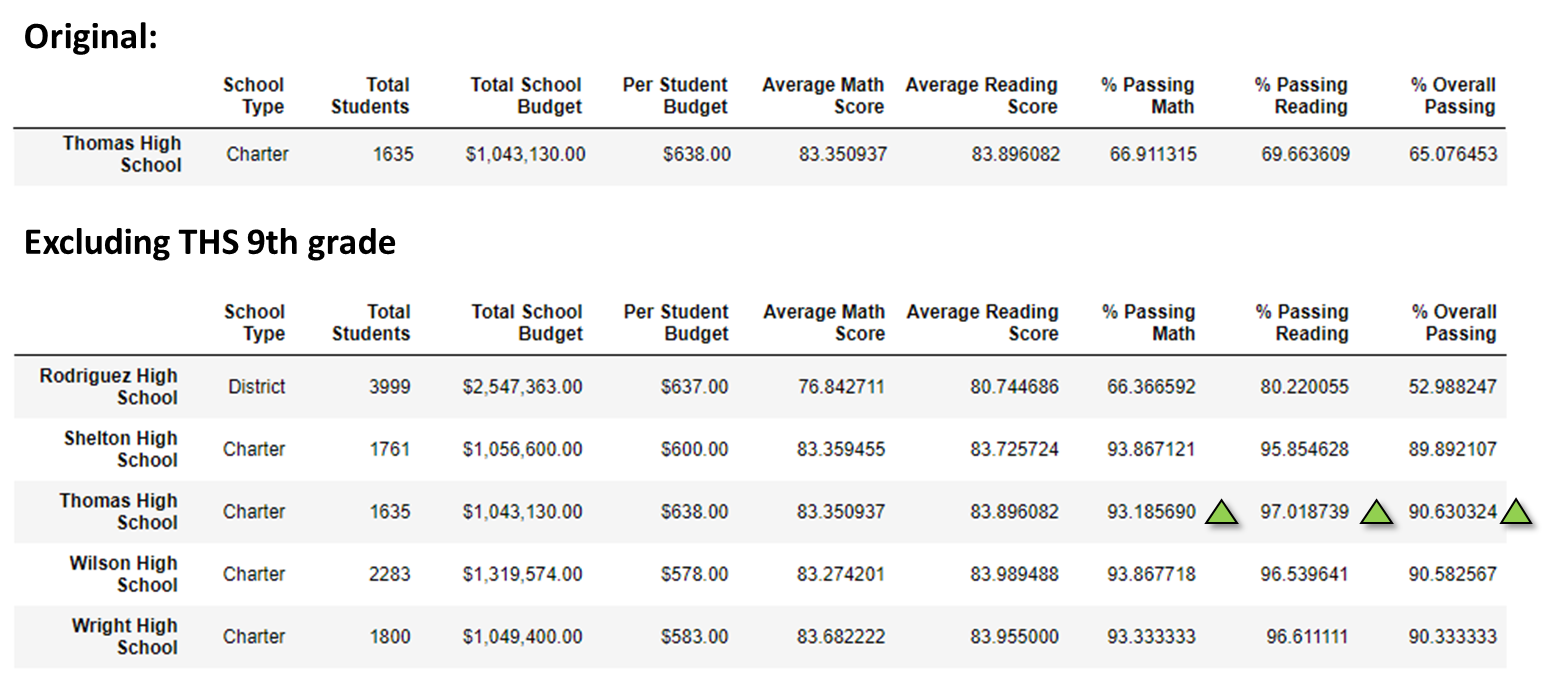 Original:
School Total Total School Per Student Average Math Average Reading % Passing % Passing % Overall
Type Students Budget Budget Score Score Math Reading Passing
Thomas High
School Charter 1635 $1,043,130.00 $638.00 83.350937 83.896082 66.911315 69.663609 65.076453
Excluding THS 9th grade
School Total Total School Per Student Average Math Average Reading % Passing % Passing % Overall
Type Students Budget Budget Score Score Math Reading Passing
Rodriguez High
School District 3999 $2,547,363.00 $637.00 76.842711 80.744686 66.366592 80.220055 52.988247
Shelton High
School Charter 1761 $1,056,600.00 $600.00 83.359455 83.725724 93.867121 95.854628 89.892107
Thomas High
School Charter 1635 $1,043,130.00 $638.00 83.350937 83.896082 93.185690 97.018739 90.630324
Wilson High
School Charter 2283 $1,319,574.00 $578.00 83.274201 83.989488 93.867718 96.539641 90.582567
Wright High
School Charter 1800 $1,049,400.00 $583.00 83.682222 83.955000 93.333333 96.611111 90.333333